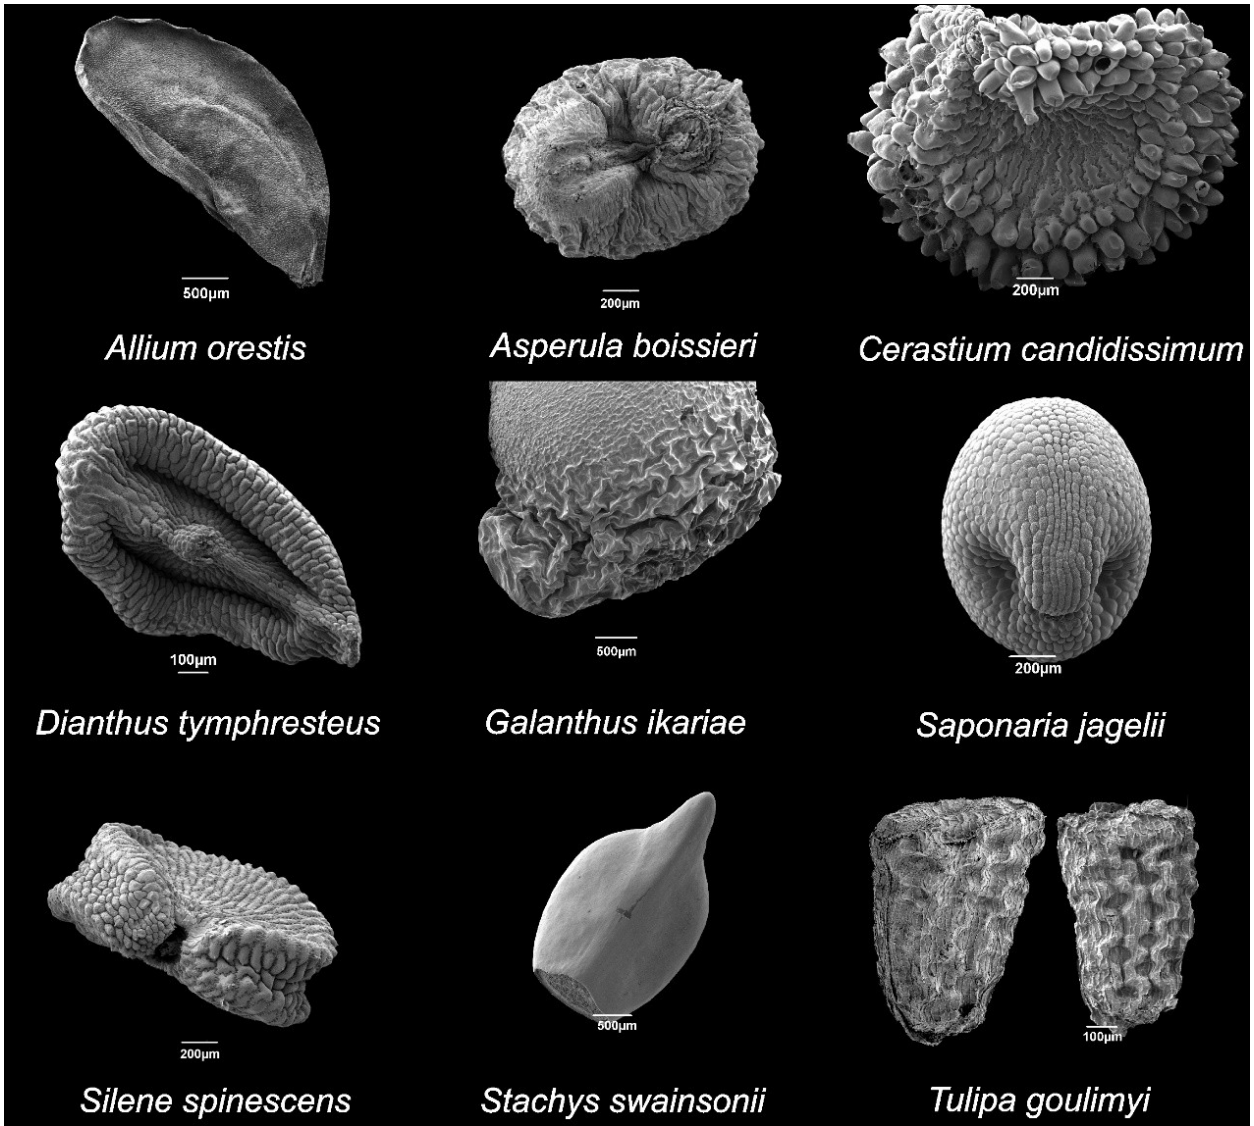 500µm
200µm
200µm
Allium orestis
Asperula boissieri
Cerastium candidissimum
100µm
500µm
200µm
Dianthus tymphresteus
Galanthus ikariae
Saponaria jagelii
200µm
500µm
100µm
Silene spinescens
Stachys swainsonii
Tulipa goulimyi